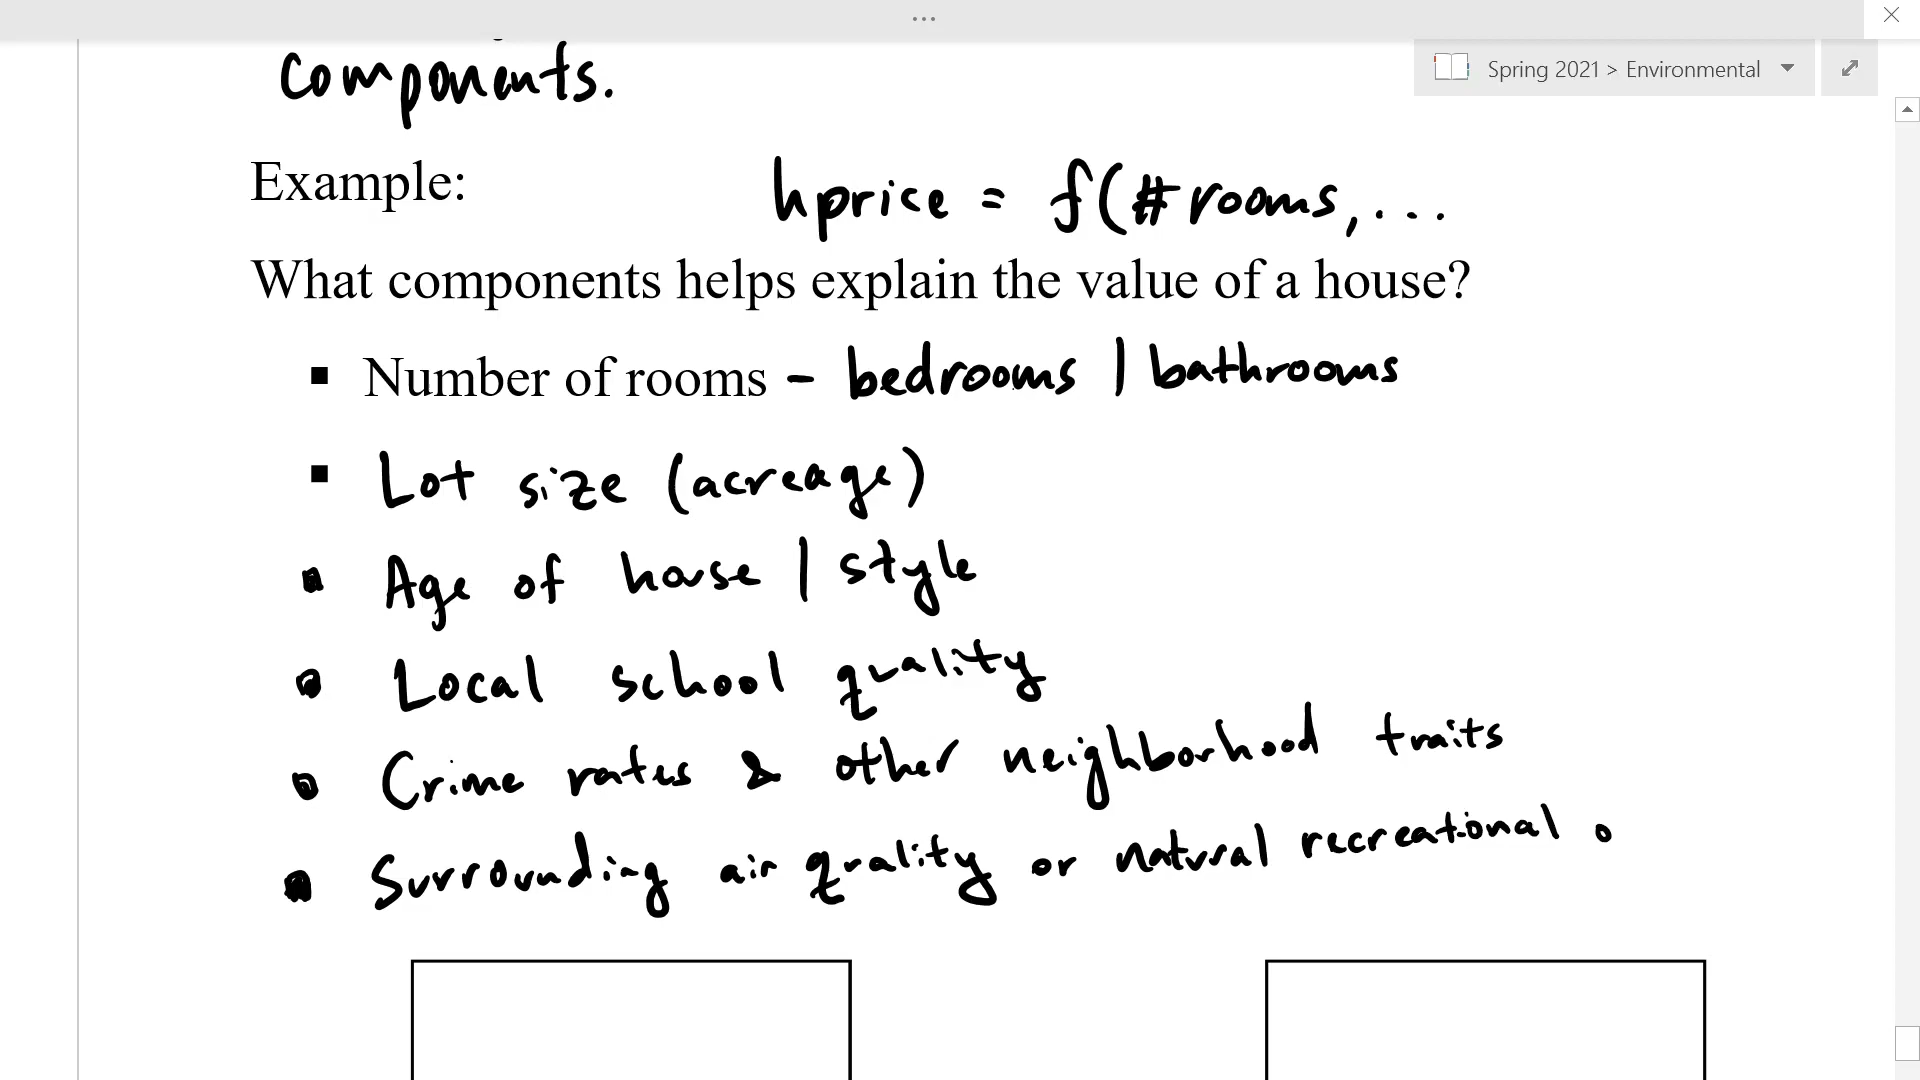 ...
Spring 2021 > Environmental
components.
Example: hprice = f(# rooms, ...
What components helps explain the value of a house?
▪ Number of rooms - bedrooms | bathrooms
▪ Lot size (acreage)
▪ Age of house | style
▪ Local school quality
▪ Crime rates & other neighborhood traits
▪ Surrounding air quality or natural recreational o